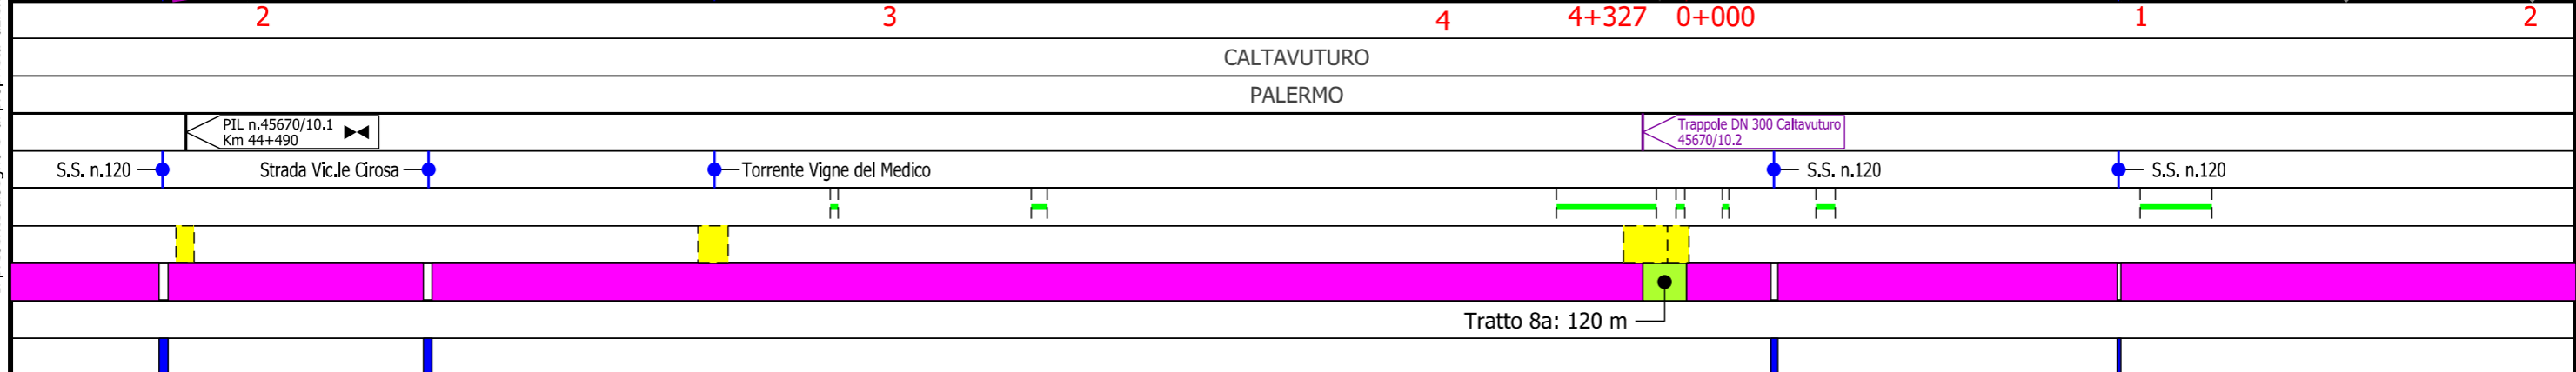 2 3 4 4+327 0+000 1 2
CALTAVUTURO
PALERMO
PIL n.45670/10.1
Km 44+490
Trappole DN 300 Caltavuturo
45670/10.2
S.S. n.120
Strada Vic.le Cirosa
Torrente Vigne del Medico
S.S. n.120
S.S. n.120
Tratto 8a: 120 m